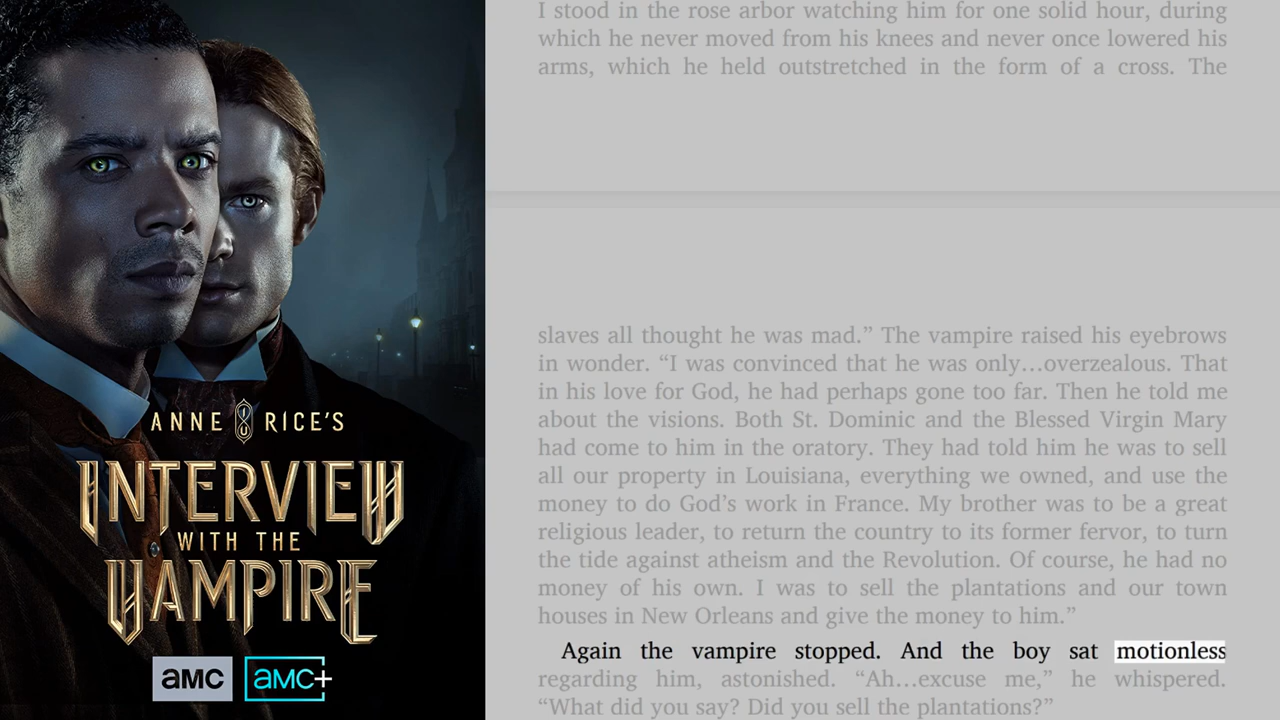 ANNE RICE'S
INTERVIEW
WITH THE
VAMPIRE
aMC
aMC+
I stood in the rose arbor watching him for one solid hour, during
which he never moved from his knees and never once lowered his
arms, which he held outstretched in the form of a cross. The
slaves all thought he was mad.” The vampire raised his eyebrows
in wonder. “I was convinced that he was only…overzealous. That
in his love for God, he had perhaps gone too far. Then he told me
about the visions. Both St. Dominic and the Blessed Virgin Mary
had come to him in the oratory. They had told him he was to sell
all our property in Louisiana, everything we owned, and use the
money to do God’s work in France. My brother was to be a great
religious leader, to return the country to its former fervor, to turn
the tide against atheism and the Revolution. Of course, he had no
money of his own. I was to sell the plantations and our town
houses in New Orleans and give the money to him.”
Again the vampire stopped. And the boy sat motionless
regarding him, astonished. “Ah…excuse me,” he whispered.
“What did you say? Did you sell the plantations?”